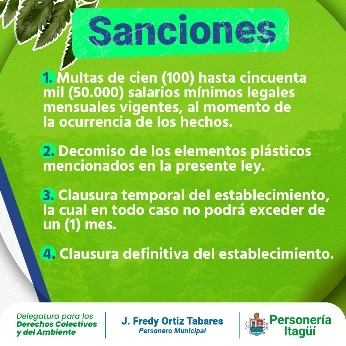 Sanciones
1. Multas de cien (100) hasta cincuenta
mil (50.000) salarios mínimos legales
mensuales vigentes, al momento de
la ocurrencia de los hechos.
2. Decomiso de los elementos plásticos
mencionados en la presente ley.
3. Clausura temporal del establecimiento,
la cual en todo caso no podrá exceder de
un (1) mes.
4. Clausura definitiva del establecimiento.
Delegatura para los
Derechos Colectivos
y del Ambiente
J. Fredy Ortiz Tabares
Personero Municipal
Personería
Itagüí